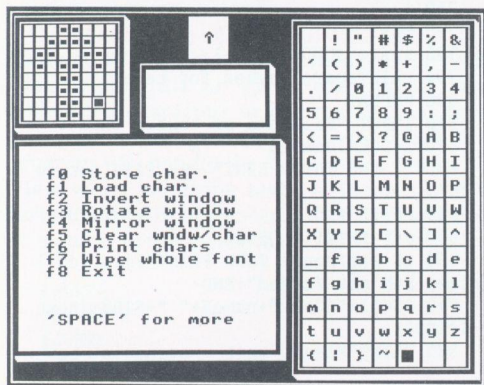 ↑
f0 Store char.
f1 Load char.
f2 Invert window
f3 Rotate window
f4 Mirror window
f5 Clear wndw/char
f6 Print chars
f7 Wipe whole font
f8 Exit
'SPACE' for more
! " # $ % &
' ( ) * + , -
. / 0 1 2 3 4
5 6 7 8 9 : ;
< = > ? @ A B
C D E F G H I
J K L M N O P
Q R S T U V W
X Y Z [ \ ] ^
_ £ a b c d e
f g h i j k l
m n o p q r s
t u v w x y z
{ ¦ } ~ ■